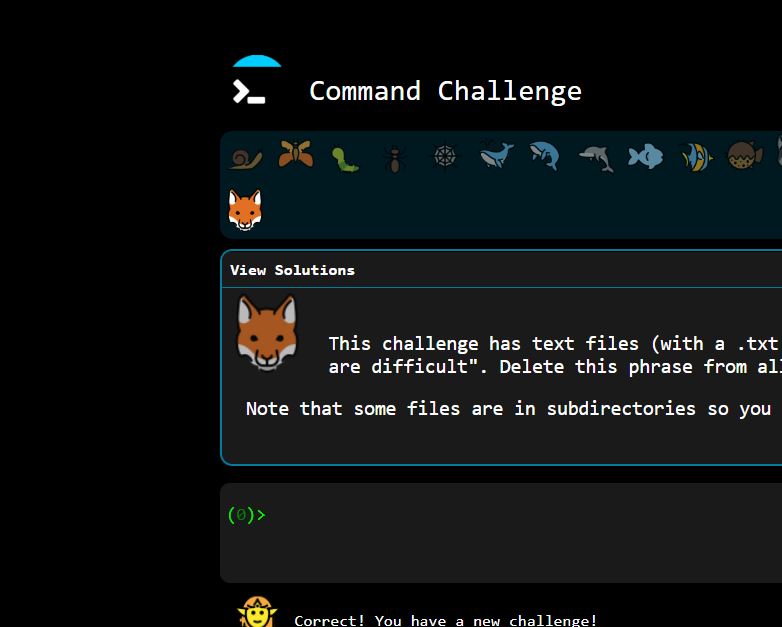 Command Challenge
View Solutions
This challenge has text files (with a .txt
are difficult". Delete this phrase from all
Note that some files are in subdirectories so you
(0)>
Correct! You have a new challenge!